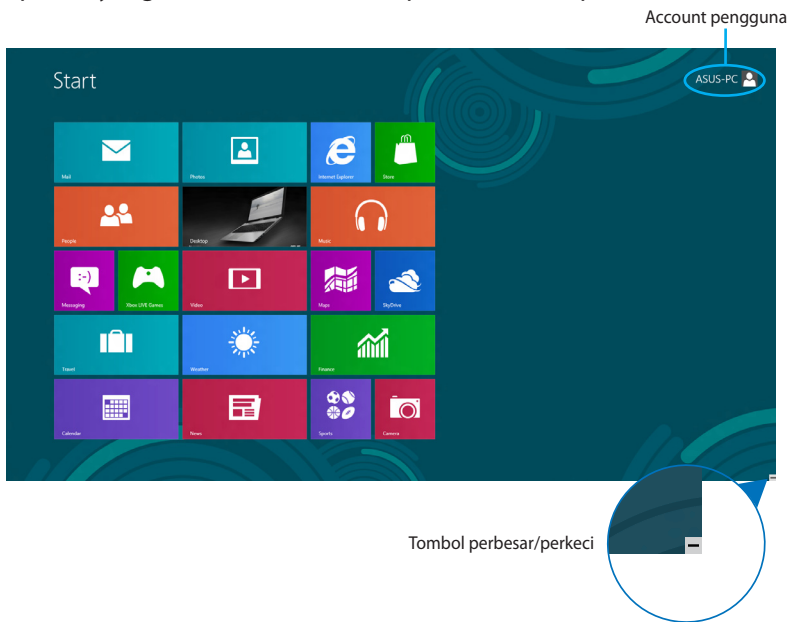 Account pengguna
Start
ASUS-PC
Mail
Photos
Internet Explorer
Store
People
Desktop
Music
Messaging
Xbox LIVE Games
Video
Maps
SkyDrive
Travel
Weather
Finance
Calendar
News
Sports
Camera
Tombol perbesar/perkeci